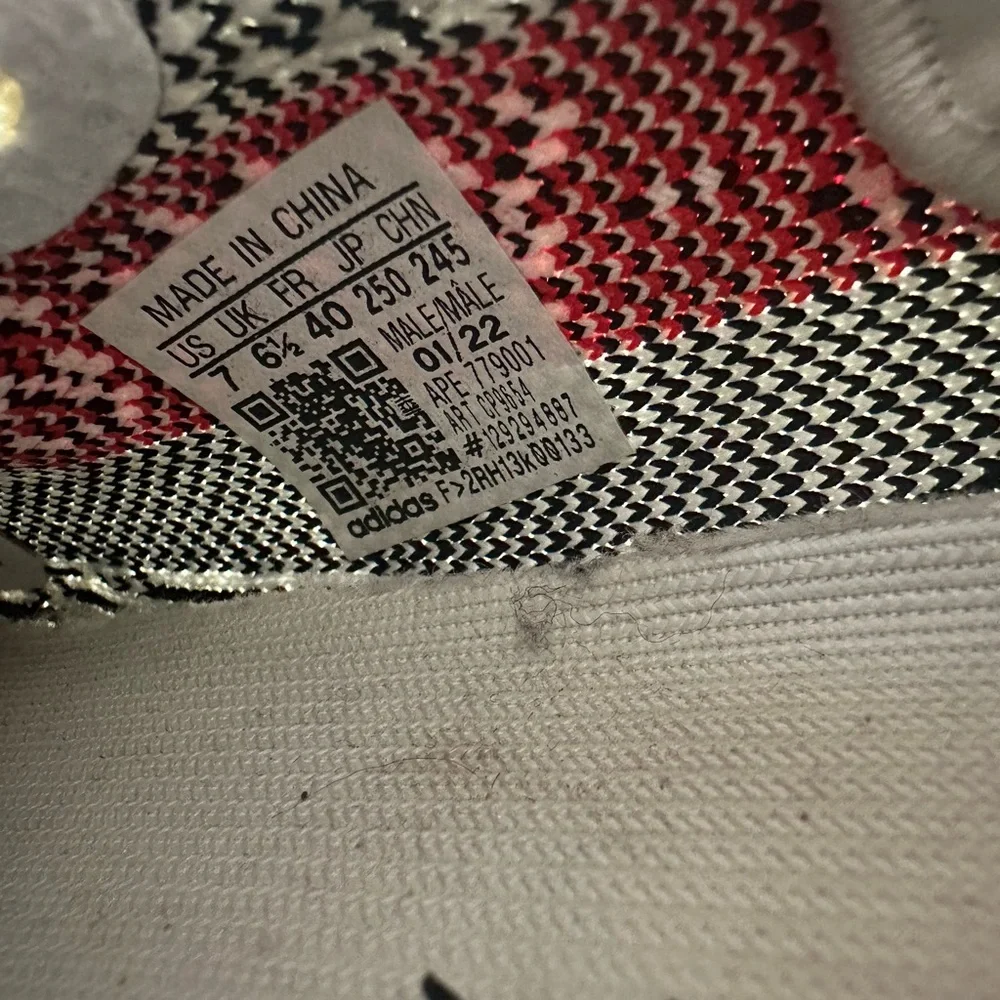 MADE IN CHINA
US UK FR JP CHN
7 6½ 40 250 245
MALE/MÂLE
01/22
APE 779001
ART CP9654
#129294887
adidas F>2AH13K00133